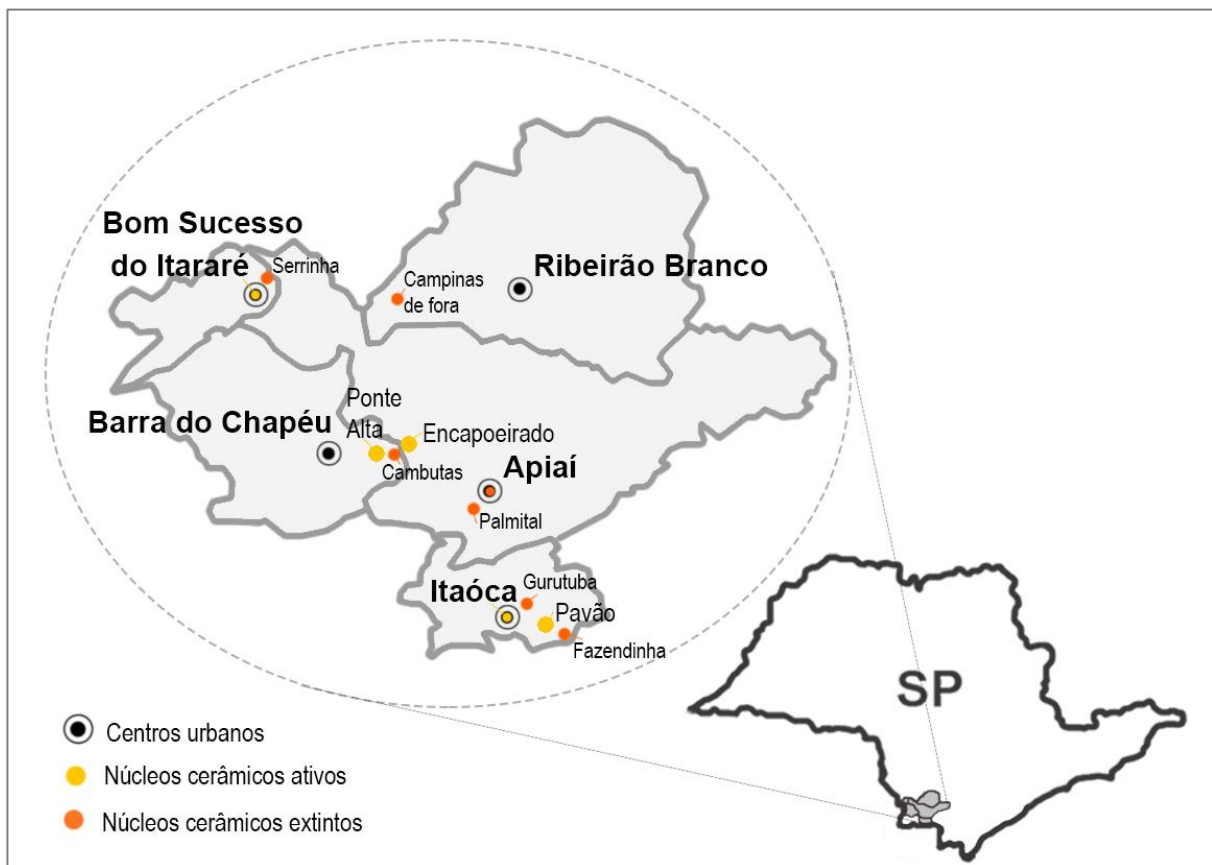 Bom Sucesso
do Itararé
Serrinha
Campinas
de fora
Ribeirão Branco
Ponte
Alta
Barra do Chapéu
Encapoeirado
Cambutas
Apiaí
Palmital
Itaóca
Gurutuba
Pavão
Fazendinha
SP
Centros urbanos
Núcleos cerâmicos ativos
Núcleos cerâmicos extintos